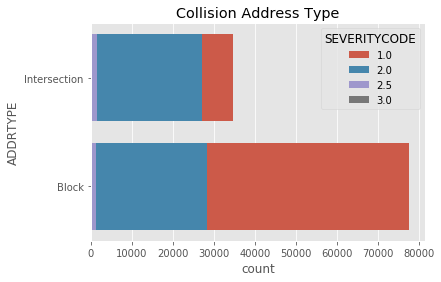 Collision Address Type
SEVERITYCODE
1.0
2.0
2.5
3.0
ADDRTYPE
Intersection
Block
0 10000 20000 30000 40000 50000 60000 70000 80000
count